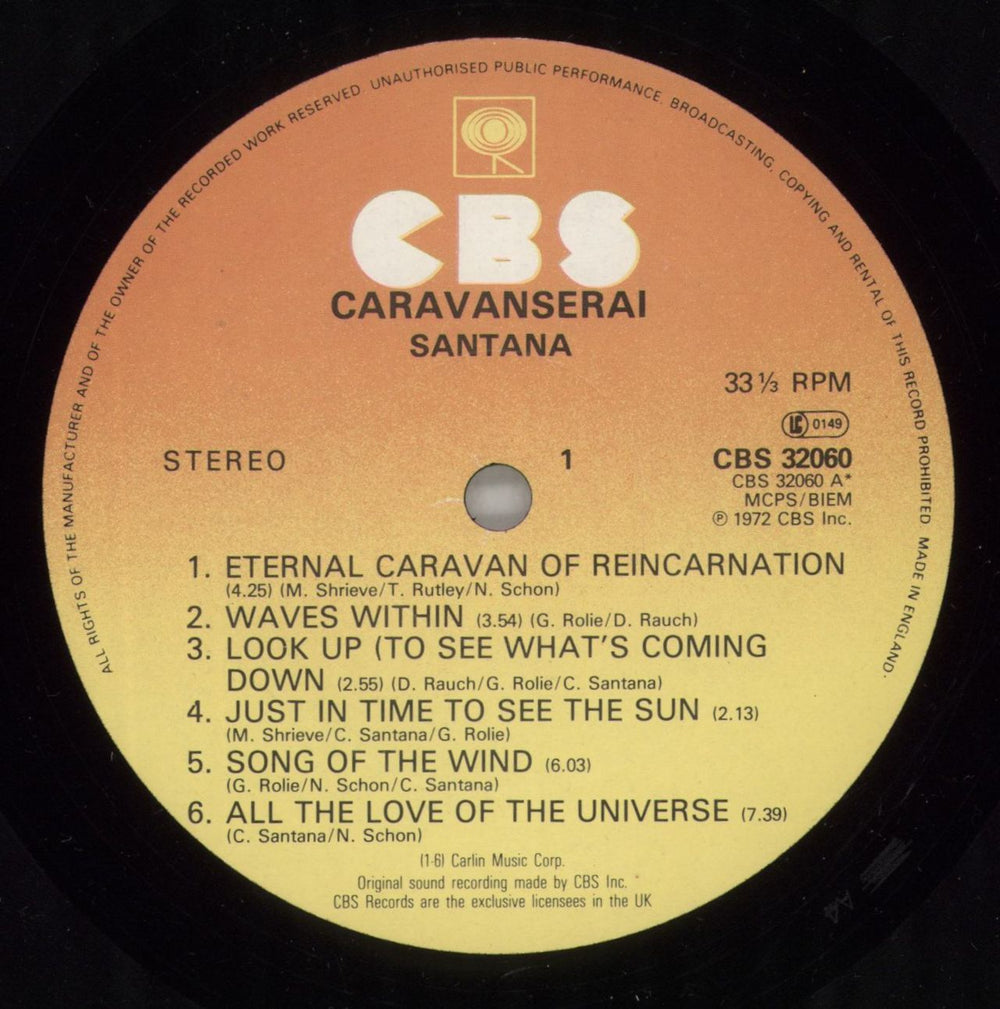 ALL RIGHTS OF THE MANUFACTURER AND OF THE OWNER OF THE RECORDED WORK RESERVED. UNAUTHORISED PUBLIC PERFORMANCE. BROADCASTING, COPYING AND RENTAL OF THIS RECORD PROHIBITED MADE IN ENGLAND.
CBS
CARAVANSERAI
SANTANA
33⅓ RPM
LC 0149
STEREO 1 CBS 32060
CBS 32060 A*
MCPS/BIEM
℗ 1972 CBS Inc.
1. ETERNAL CARAVAN OF REINCARNATION
(4.25) (M. Shrieve/T. Rutley/N. Schon)
2. WAVES WITHIN (3.54) (G. Rolie/D. Rauch)
3. LOOK UP (TO SEE WHAT'S COMING
DOWN (2.55) (D. Rauch/G. Rolie/C. Santana)
4. JUST IN TIME TO SEE THE SUN (2.13)
(M. Shrieve/C. Santana/G. Rolie)
5. SONG OF THE WIND (6.03)
(G. Rolie/N. Schon/C. Santana)
6. ALL THE LOVE OF THE UNIVERSE (7.39)
(C. Santana/N. Schon)
(1-6) Carlin Music Corp.
Original sound recording made by CBS Inc.
CBS Records are the exclusive licensees in the UK